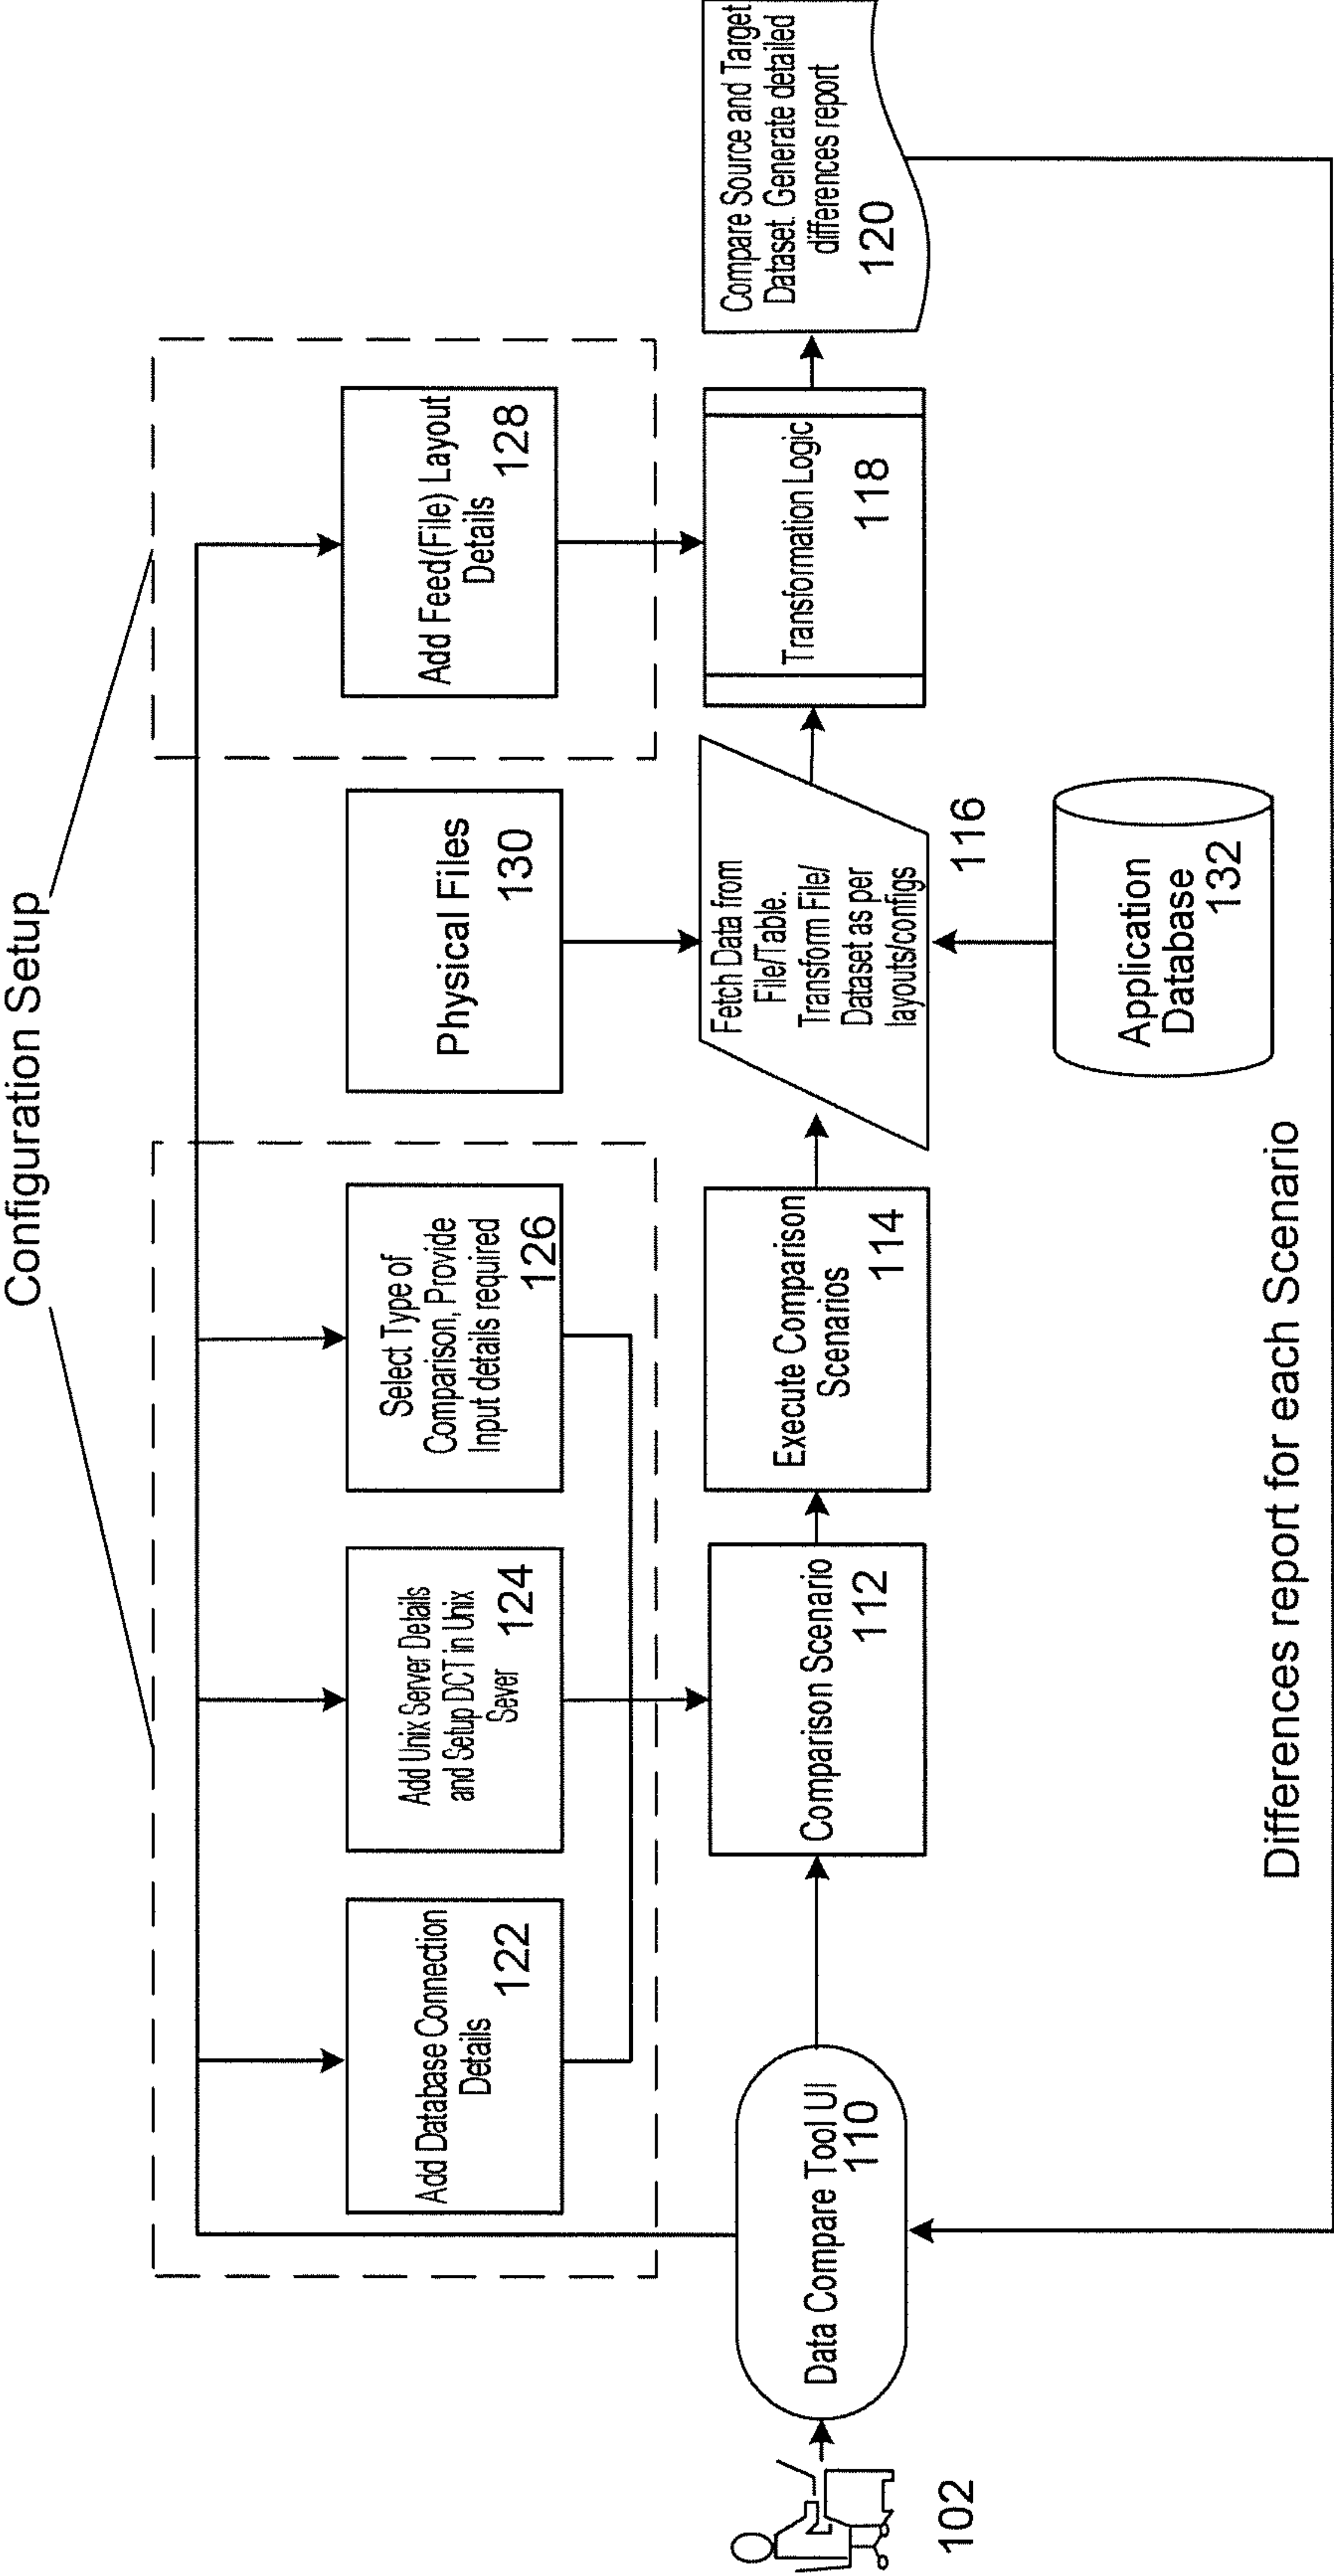 Configuration Setup
Add Database Connection
Details
122
Add Unix Server Details
and Setup DCT in Unix
Sever
124
Select Type of
Comparison, Provide
Input details required
126
Physical Files
130
Add Feed(File) Layout
Details
128
102
Data Compare Tool UI
110
Comparison Scenario
112
Execute Comparison
Scenarios
114
Fetch Data from
File/Table.
Transform File/
Dataset as per
layouts/configs
116
Transformation Logic
118
Compare Source and Target
Dataset. Generate detailed
differences report
120
Application
Database
132
Differences report for each Scenario